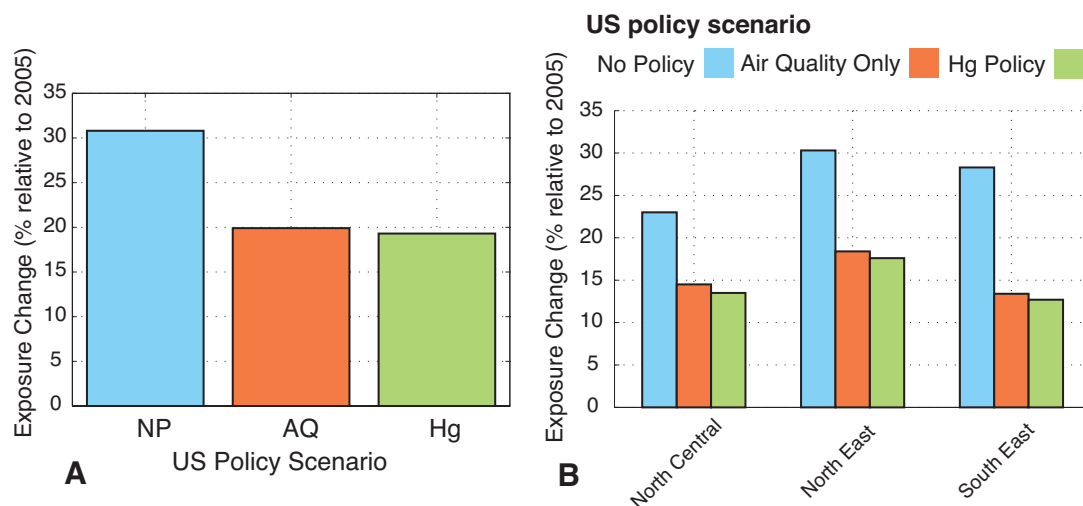 Exposure Change (% relative to 2005)
35
30
25
20
15
10
5
0
NP AQ Hg
US Policy Scenario
A
US policy scenario
No Policy Air Quality Only Hg Policy
Exposure Change (% relative to 2005)
35
30
25
20
15
10
5
0
North Central North East South East
B